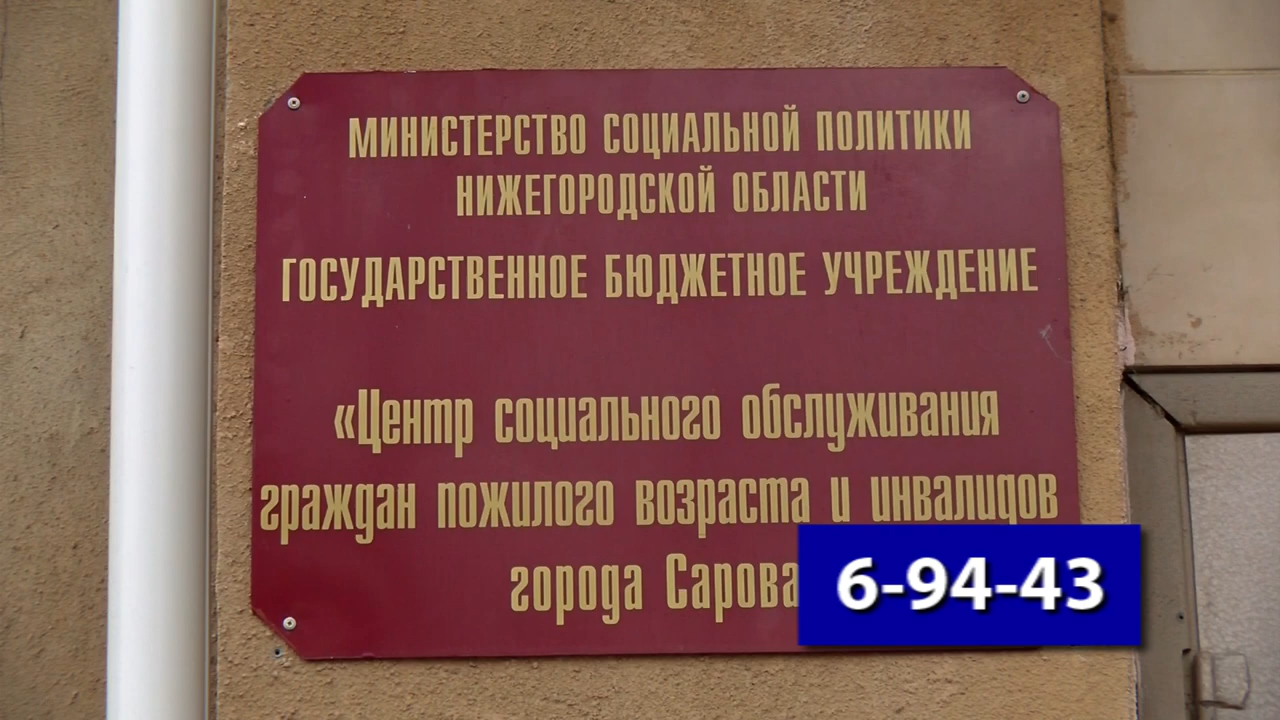 МИНИСТЕРСТВО СОЦИАЛЬНОЙ ПОЛИТИКИ
НИЖЕГОРОДСКОЙ ОБЛАСТИ
ГОСУДАРСТВЕННОЕ БЮДЖЕТНОЕ УЧРЕЖДЕНИЕ
«Центр социального обслуживания
граждан пожилого возраста и инвалидов
города Сарова
6-94-43